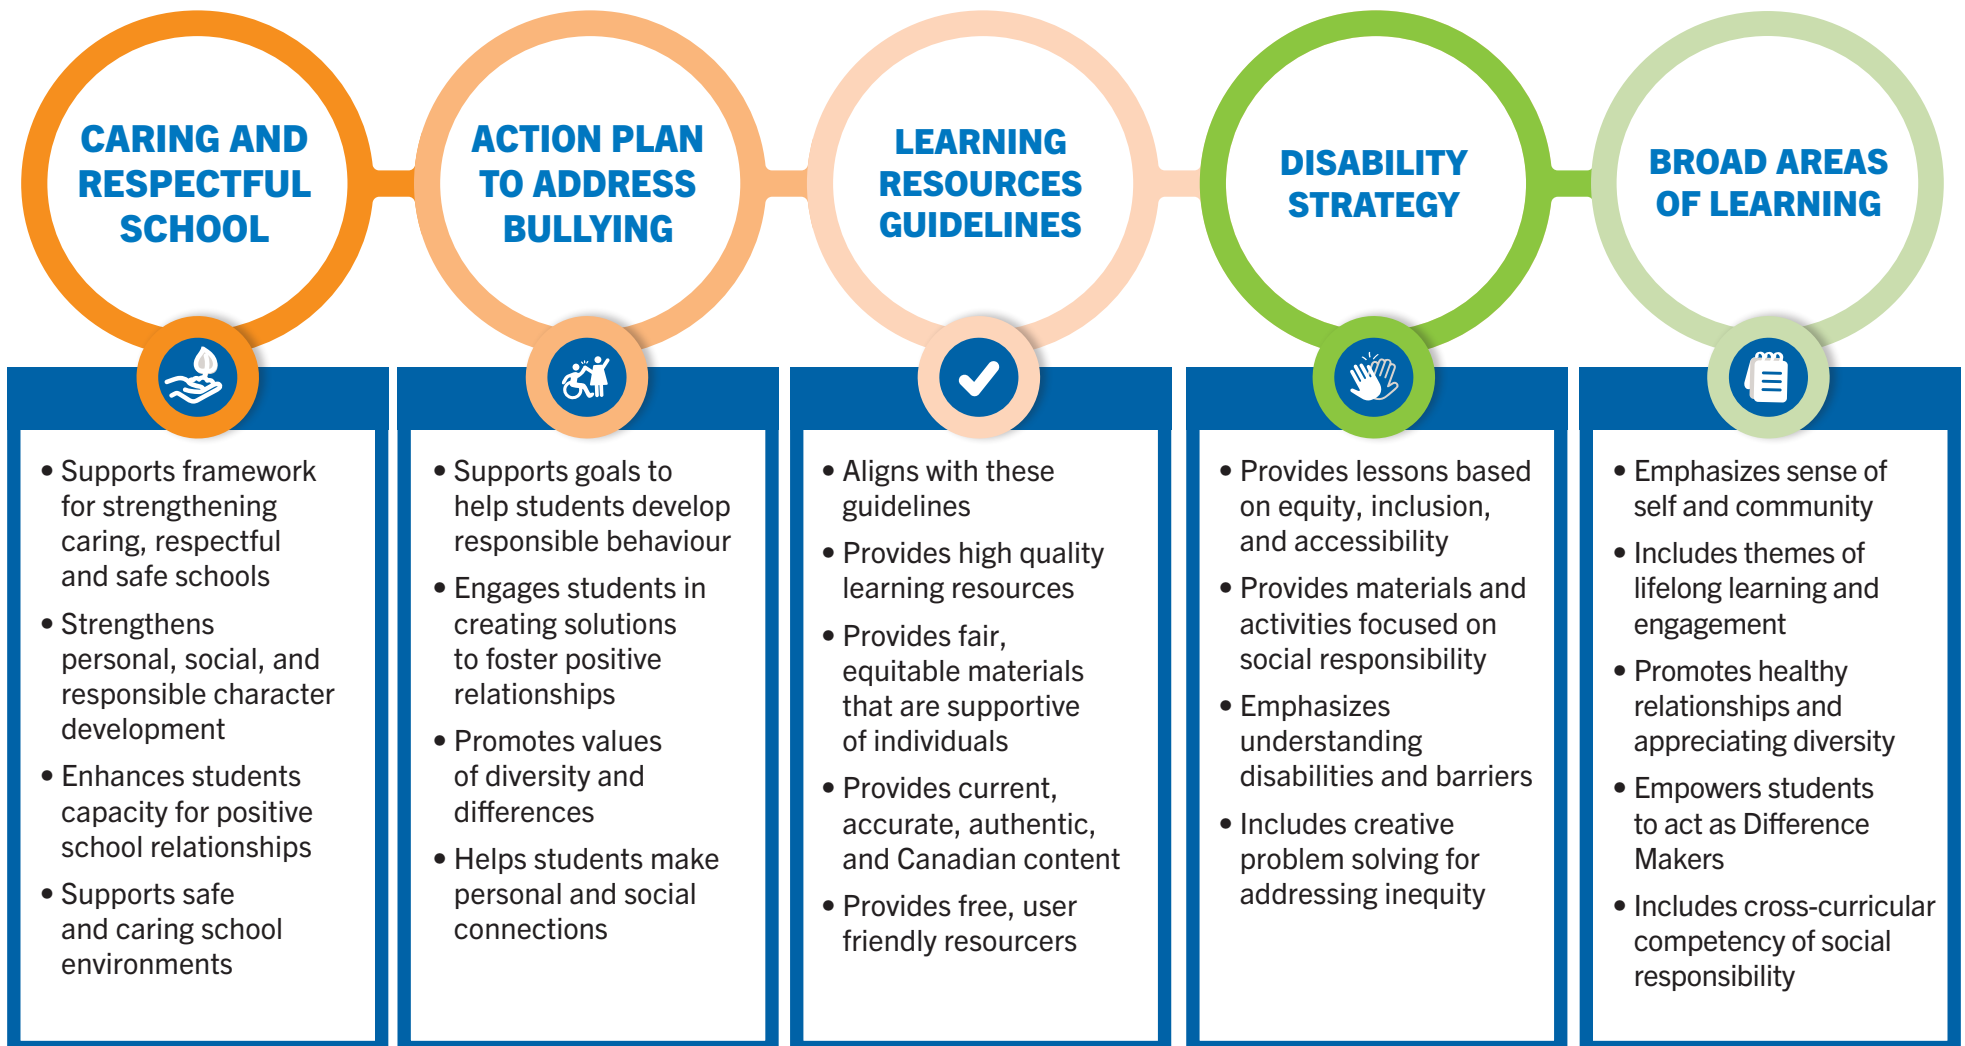 CARING AND
RESPECTFUL
SCHOOL
• Supports framework
for strengthening
caring, respectful
and safe schools
• Strengthens
personal, social, and
responsible character
development
• Enhances students
capacity for positive
school relationships
• Supports safe
and caring school
environments
ACTION PLAN
TO ADDRESS
BULLYING
• Supports goals to
help students develop
responsible behaviour
• Engages students in
creating solutions
to foster positive
relationships
• Promotes values
of diversity and
differences
• Helps students make
personal and social
connections
LEARNING
RESOURCES
GUIDELINES
• Aligns with these
guidelines
• Provides high quality
learning resources
• Provides fair,
equitable materials
that are supportive
of individuals
• Provides current,
accurate, authentic,
and Canadian content
• Provides free, user
friendly resourcers
DISABILITY
STRATEGY
• Provides lessons based
on equity, inclusion,
and accessibility
• Provides materials and
activities focused on
social responsibility
• Emphasizes
understanding
disabilities and barriers
• Includes creative
problem solving for
addressing inequity
BROAD AREAS
OF LEARNING
• Emphasizes sense of
self and community
• Includes themes of
lifelong learning and
engagement
• Promotes healthy
relationships and
appreciating diversity
• Empowers students
to act as Difference
Makers
• Includes cross-curricular
competency of social
responsibility